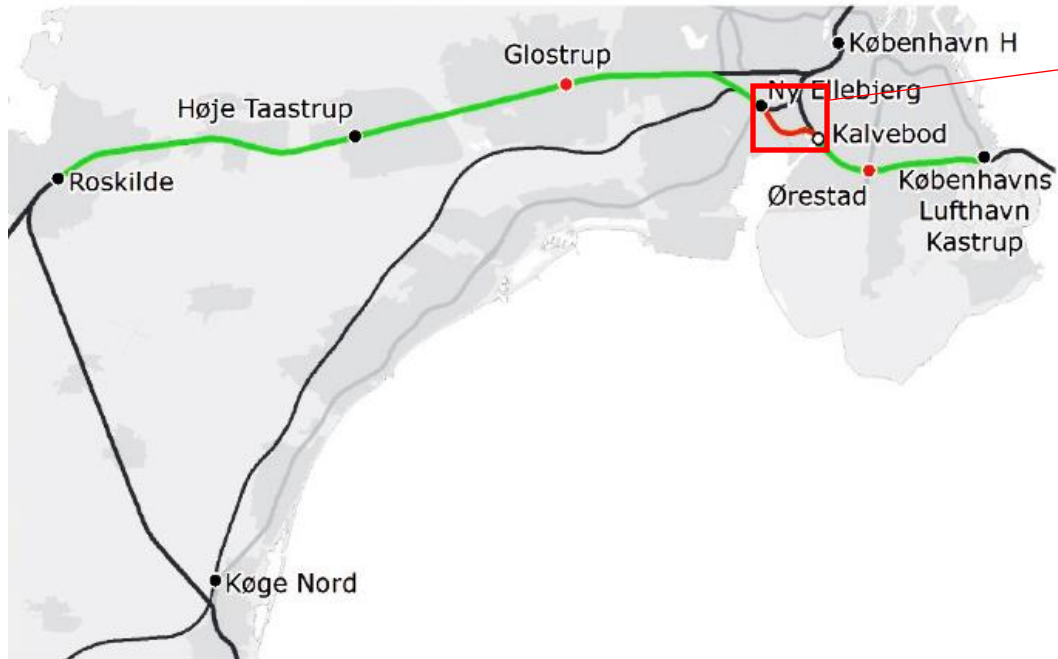 København H
Glostrup
Ny Ellebjerg
Høje Taastrup
Kalvebod
Roskilde
Ørestad
Københavns
Lufthavn
Kastrup
Køge Nord